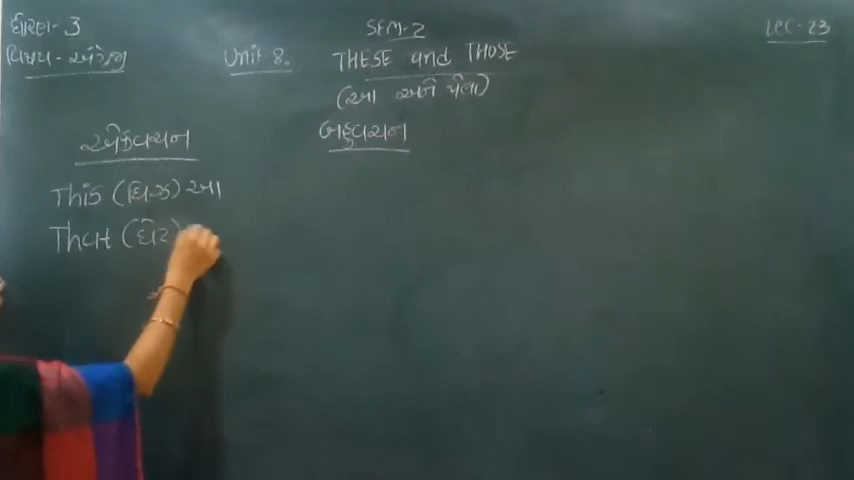 ધોરણ- 3
SEM-2
LEC-23
વિષય - અંગ્રેજી
Unit-8.
THESE and THOSE
(આ અને પેલા)
એકવચન
બહુવચન
This (ધિઝ) આ
That (ધેટ)